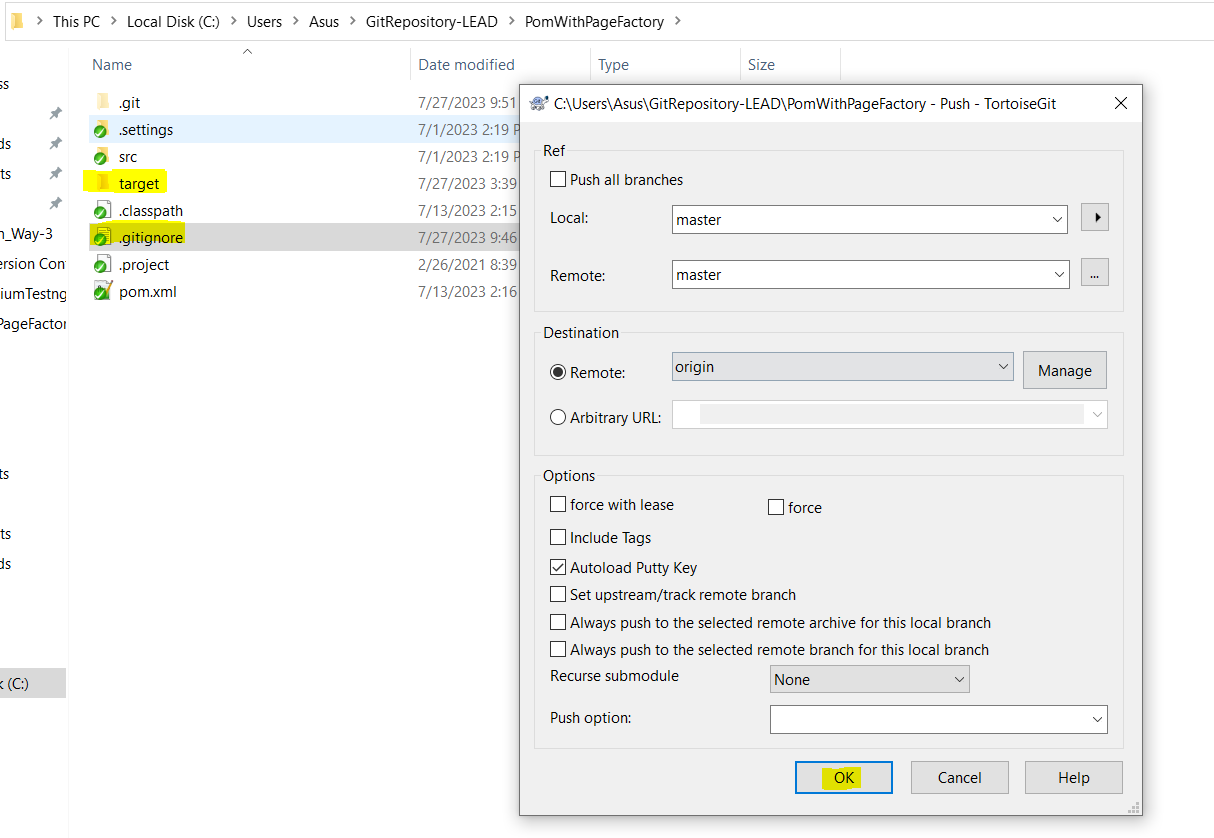 This PC > Local Disk (C:) > Users > Asus > GitRepository-LEAD > PomWithPageFactory >
Name Date modified Type Size
.git 7/27/2023 9:51
.settings 7/1/2023 2:19 P
src 7/1/2023 2:19 P
target 7/27/2023 3:39
.classpath 7/13/2023 2:15
.gitignore 7/27/2023 9:46
.project 2/26/2021 8:39
pom.xml 7/13/2023 2:16
ss
ds
ts
n_Way-3
ersion Con
iumTestng
PageFactor
ts
ts
ds
k (C:)
C:\Users\Asus\GitRepository-LEAD\PomWithPageFactory - Push - TortoiseGit
Ref
Push all branches
Local: master
Remote: master ...
Destination
Remote: origin Manage
Arbitrary URL:
Options
force with lease force
Include Tags
Autoload Putty Key
Set upstream/track remote branch
Always push to the selected remote archive for this local branch
Always push to the selected remote branch for this local branch
Recurse submodule None
Push option:
OK Cancel Help